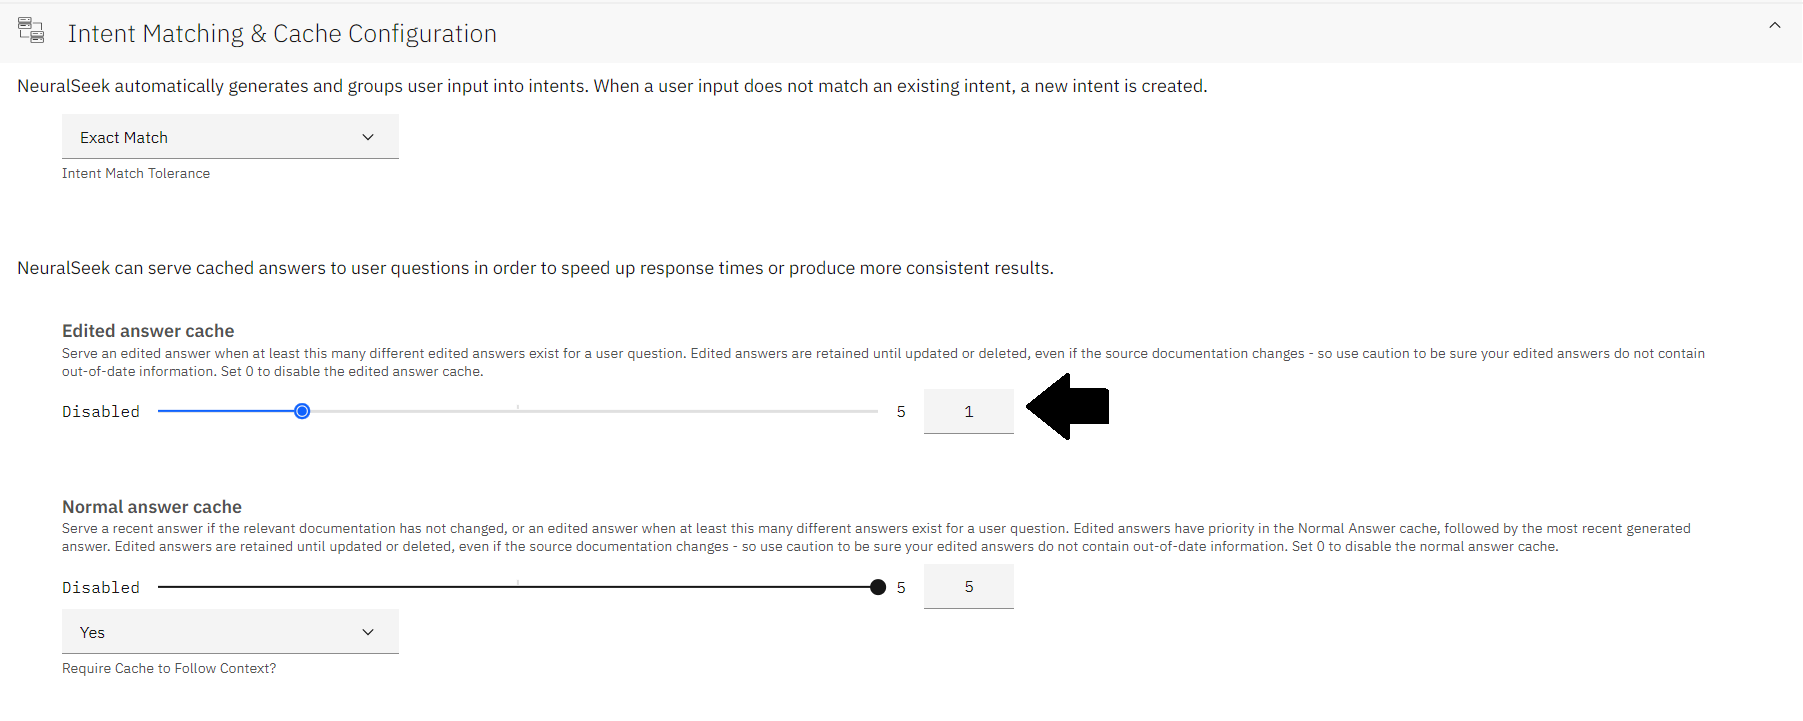 Intent Matching & Cache Configuration
NeuralSeek automatically generates and groups user input into intents. When a user input does not match an existing intent, a new intent is created.
Exact Match
Intent Match Tolerance
NeuralSeek can serve cached answers to user questions in order to speed up response times or produce more consistent results.
Edited answer cache
Serve an edited answer when at least this many different edited answers exist for a user question. Edited answers are retained until updated or deleted, even if the source documentation changes - so use caution to be sure your edited answers do not contain
out-of-date information. Set 0 to disable the edited answer cache.
Disabled 5 1
Normal answer cache
Serve a recent answer if the relevant documentation has not changed, or an edited answer when at least this many different answers exist for a user question. Edited answers have priority in the Normal Answer cache, followed by the most recent generated
answer. Edited answers are retained until updated or deleted, even if the source documentation changes - so use caution to be sure your edited answers do not contain out-of-date information. Set 0 to disable the normal answer cache.
Disabled 5 5
Yes
Require Cache to Follow Context?